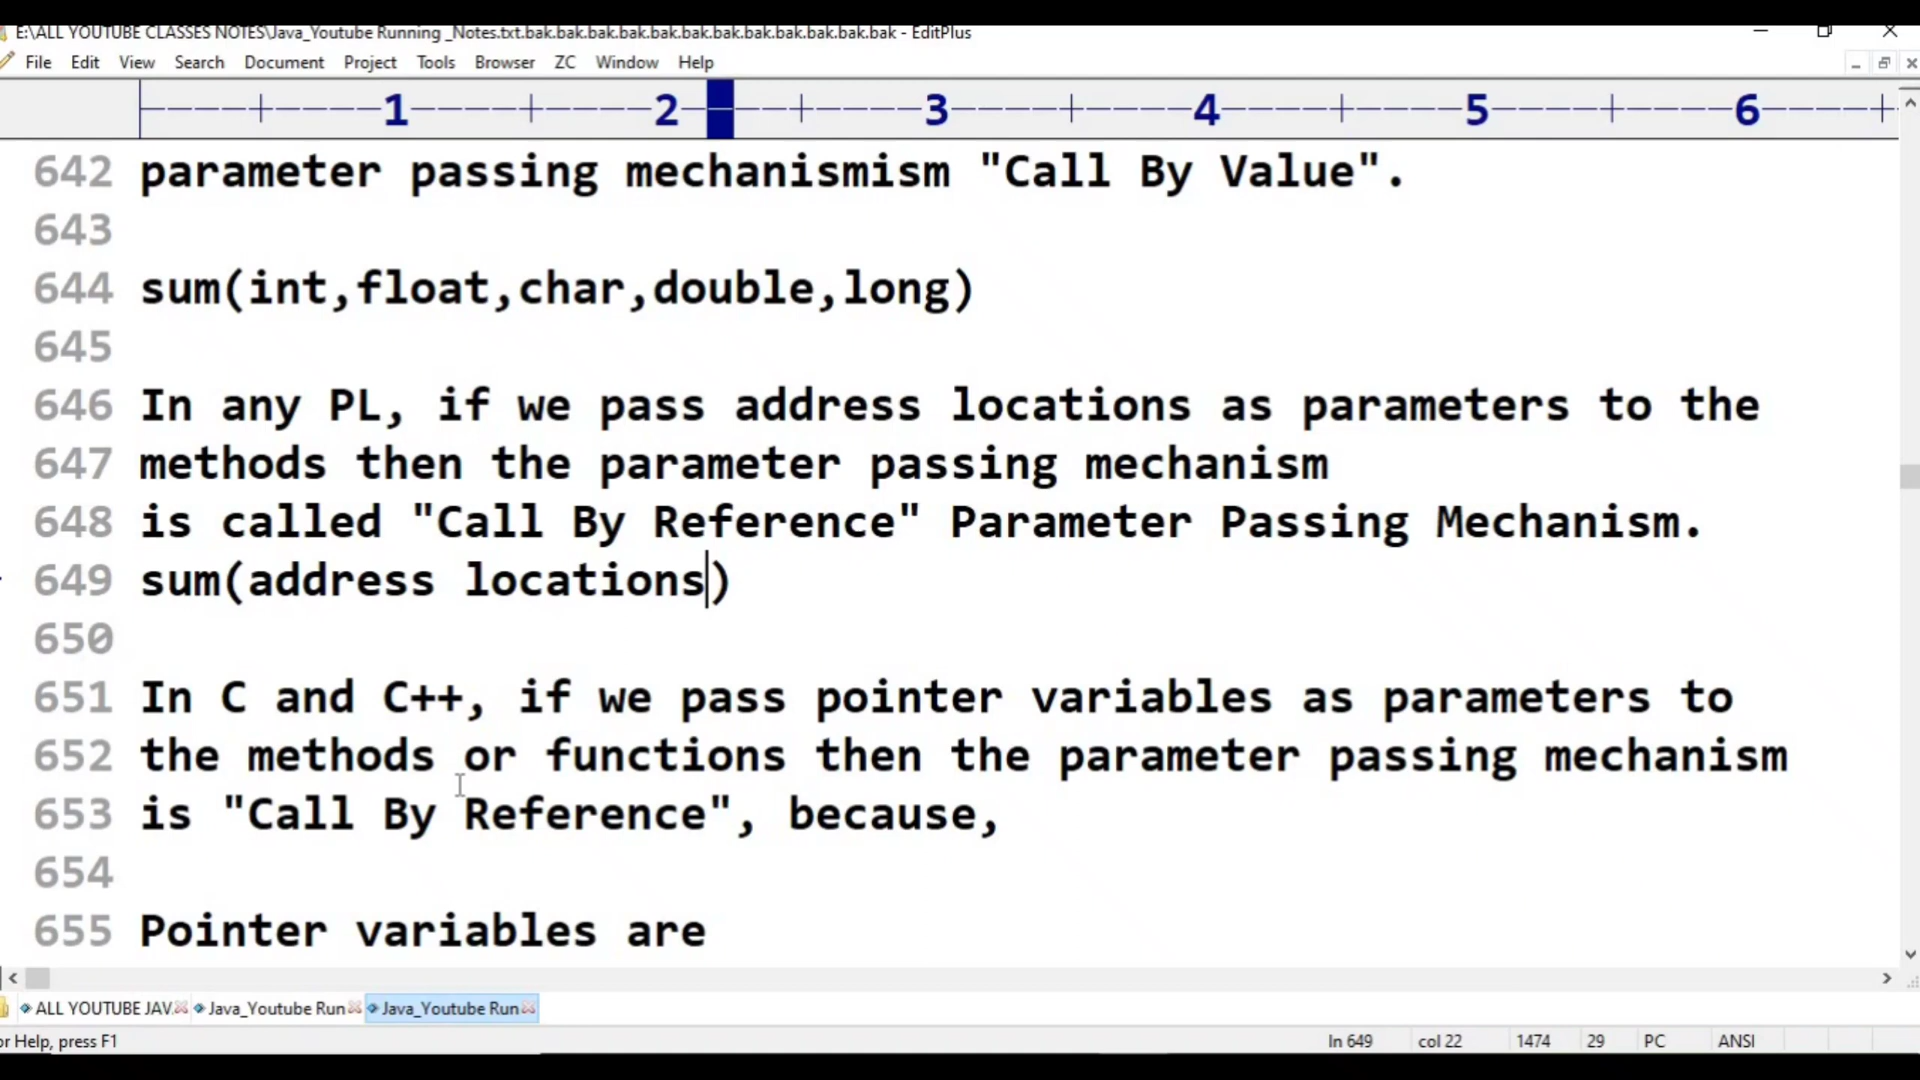 E:\ALL YOUTUBE CLASSES NOTES\Java_Youtube Running _Notes.txt.bak.bak.bak.bak.bak.bak.bak.bak.bak.bak.bak.bak - EditPlus
File Edit View Search Document Project Tools Browser ZC Window Help
1 2 3 4 5 6
642 parameter passing mechanismism "Call By Value".
643
644 sum(int,float,char,double,long)
645
646 In any PL, if we pass address locations as parameters to the
647 methods then the parameter passing mechanism
648 is called "Call By Reference" Parameter Passing Mechanism.
649 sum(address locations)
650
651 In C and C++, if we pass pointer variables as parameters to
652 the methods or functions then the parameter passing mechanism
653 is "Call By Reference", because,
654
655 Pointer variables are
ALL YOUTUBE JAV Java_Youtube Run Java_Youtube Run
or Help, press F1 ln 649 col 22 1474 29 PC ANSI